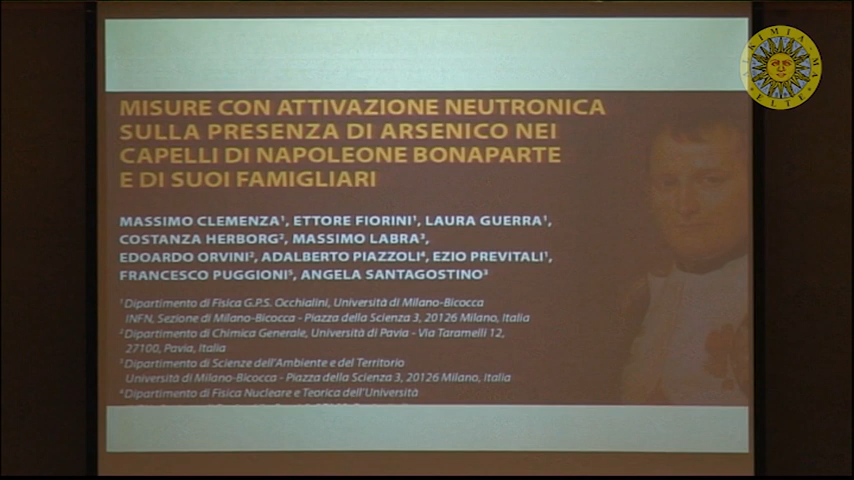 MISURE CON ATTIVAZIONE NEUTRONICA
SULLA PRESENZA DI ARSENICO NEI
CAPELLI DI NAPOLEONE BONAPARTE
E DI SUOI FAMIGLIARI
MASSIMO CLEMENZA¹, ETTORE FIORINI¹, LAURA GUERRA¹,
COSTANZA HERBORG², MASSIMO LABRA³,
EDOARDO ORVINI², ADALBERTO PIAZZOLI⁴, EZIO PREVITALI¹,
FRANCESCO PUGGIONI⁵, ANGELA SANTAGOSTINO³
¹ Dipartimento di Fisica G.P.S. Occhialini, Università di Milano-Bicocca
INFN, Sezione di Milano-Bicocca - Piazza della Scienza 3, 20126 Milano, Italia
² Dipartimento di Chimica Generale, Università di Pavia - Via Taramelli 12,
27100, Pavia, Italia
³ Dipartimento di Scienze dell'Ambiente e del Territorio
Università di Milano-Bicocca - Piazza della Scienza 3, 20126 Milano, Italia
⁴ Dipartimento di Fisica Nucleare e Teorica dell'Università